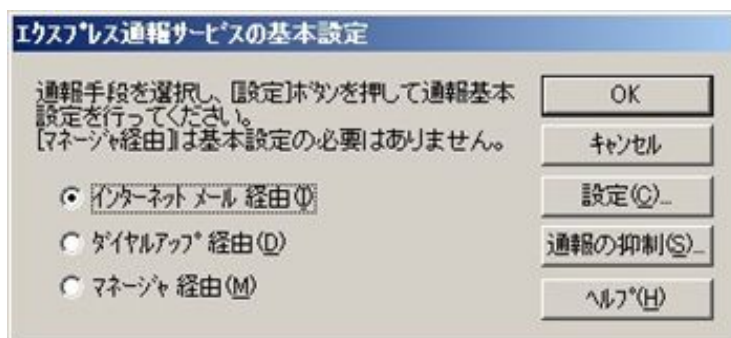 エクスプレス通報サービスの基本設定
通報手段を選択し、[設定]ボタンを押して通報基本
設定を行ってください。
[マネージャ経由]は基本設定の必要はありません。
インターネット メール 経由(I)
ダイヤルアップ 経由(D)
マネージャ 経由(M)
OK
キャンセル
設定(C)...
通報の抑制(S)...
ヘルプ(H)